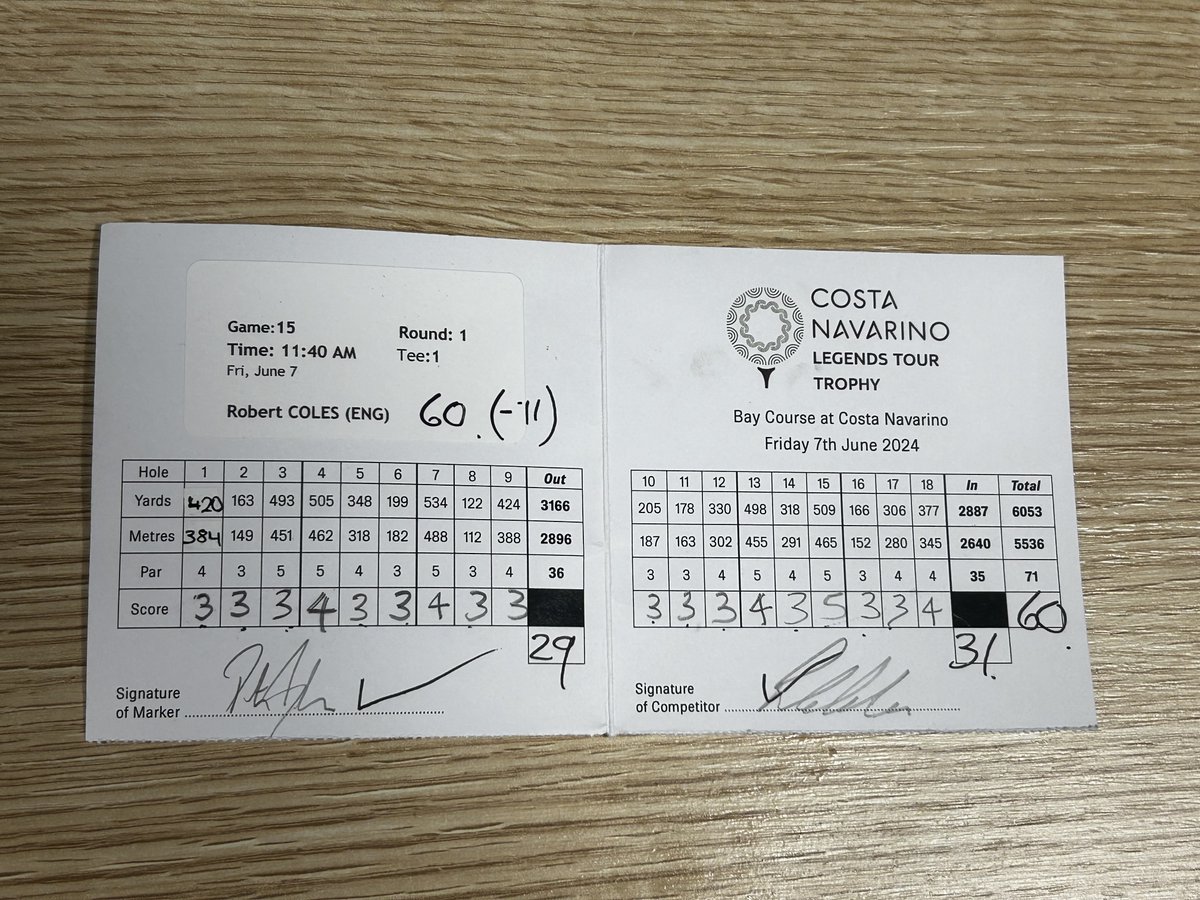 Game:15 Round: 1
Time: 11:40 AM Tee:1
Fri, June 7
Robert COLES (ENG) 60 (-11)
Hole 1 2 3 4 5 6 7 8 9 Out
Yards 420 163 493 505 348 199 534 122 424 3166
Metres 384 149 451 462 318 182 488 112 388 2896
Par 4 3 5 5 4 3 5 3 4 36
Score 3 3 3 4 3 3 4 3 3
29
Signature
of Marker
COSTA
NAVARINO
LEGENDS TOUR
TROPHY
Bay Course at Costa Navarino
Friday 7th June 2024
10 11 12 13 14 15 16 17 18 In Total
205 178 330 498 318 509 166 306 377 2887 6053
187 163 302 455 291 465 152 280 345 2640 5536
3 3 4 5 4 5 3 4 4 35 71
3 3 3 4 3 5 3 3 4 60
31
Signature
of Competitor